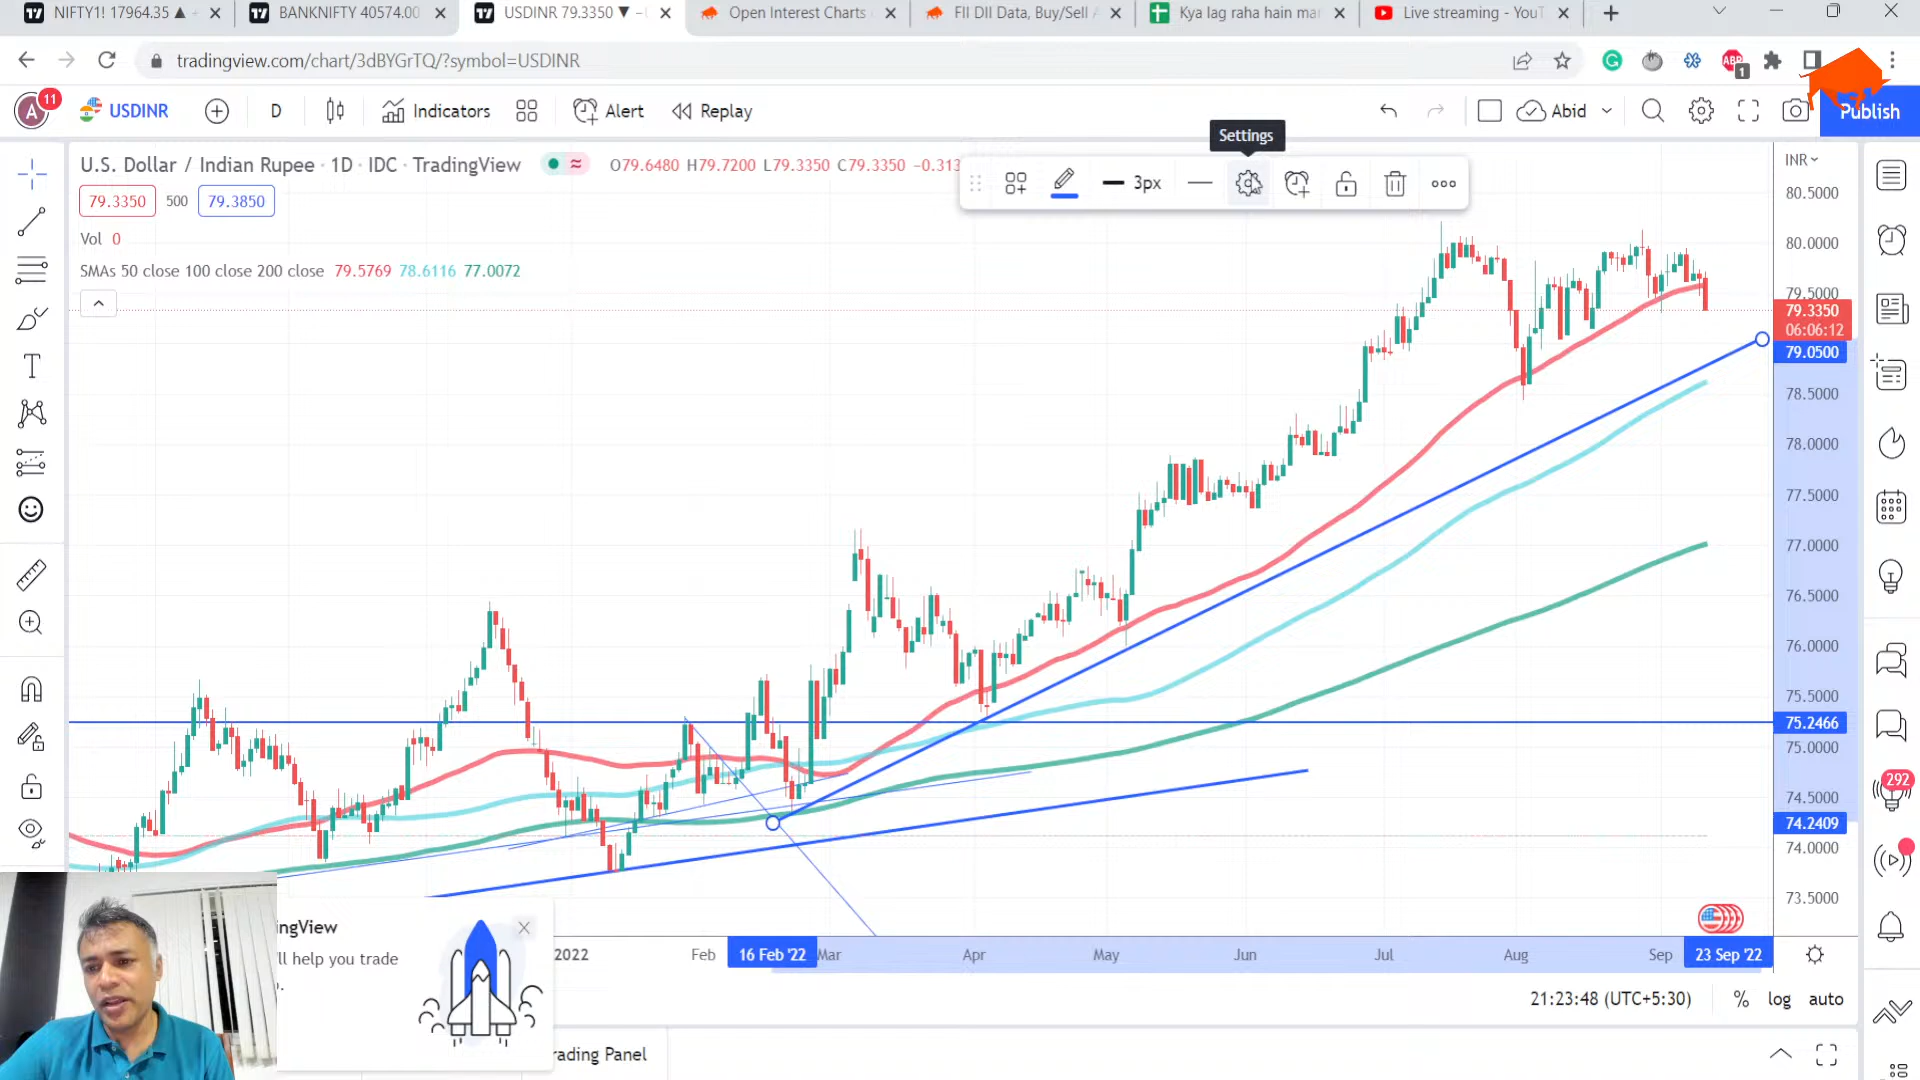 NIFTY1! 17964.35 ▲
BANKNIFTY 40574.00
USDINR 79.3350 ▼
Open Interest Charts
FII DII Data, Buy/Sell
Kya lag raha hain
Live streaming - YouT
tradingview.com/chart/3dBYGrTQ/?symbol=USDINR
ABP
1
A
11
USDINR
D
Indicators
Alert
Replay
Abid
Publish
Settings
U.S. Dollar / Indian Rupee · 1D · IDC · TradingView
O79.6480 H79.7200 L79.3350 C79.3350 −0.313
3px
INR
79.3350
500
79.3850
Vol 0
SMAs 50 close 100 close 200 close 79.5769 78.6116 77.0072
80.5000
80.0000
79.5000
79.3350
06:06:12
79.0500
78.5000
78.0000
77.5000
77.0000
76.5000
76.0000
75.5000
75.2466
75.0000
74.5000
74.2409
74.0000
73.5000
292
ngView
ll help you trade
2022
Feb
16 Feb '22
Mar
Apr
May
Jun
Jul
Aug
Sep
23 Sep '22
21:23:48 (UTC+5:30)
%
log
auto
rading Panel